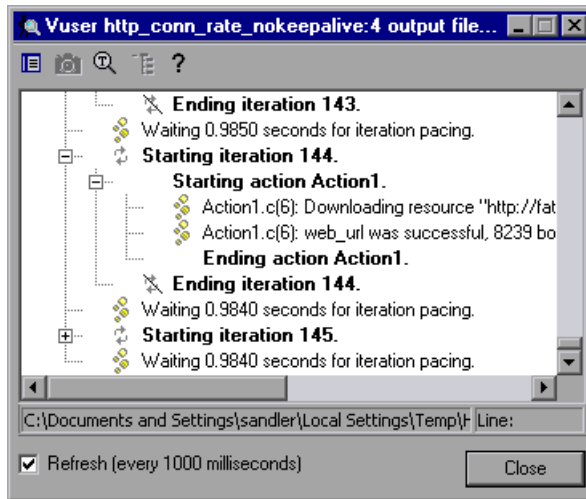 Vuser http_conn_rate_nokeepalive:4 output file...
?
Ending iteration 143.
Waiting 0.9850 seconds for iteration pacing.
Starting iteration 144.
Starting action Action1.
Action1.c(6): Downloading resource "http://fat
Action1.c(6): web_url was successful, 8239 bo
Ending action Action1.
Ending iteration 144.
Waiting 0.9840 seconds for iteration pacing.
Starting iteration 145.
Waiting 0.9840 seconds for iteration pacing.
C:\Documents and Settings\sandler\Local Settings\Temp\H Line:
Refresh (every 1000 milliseconds)
Close